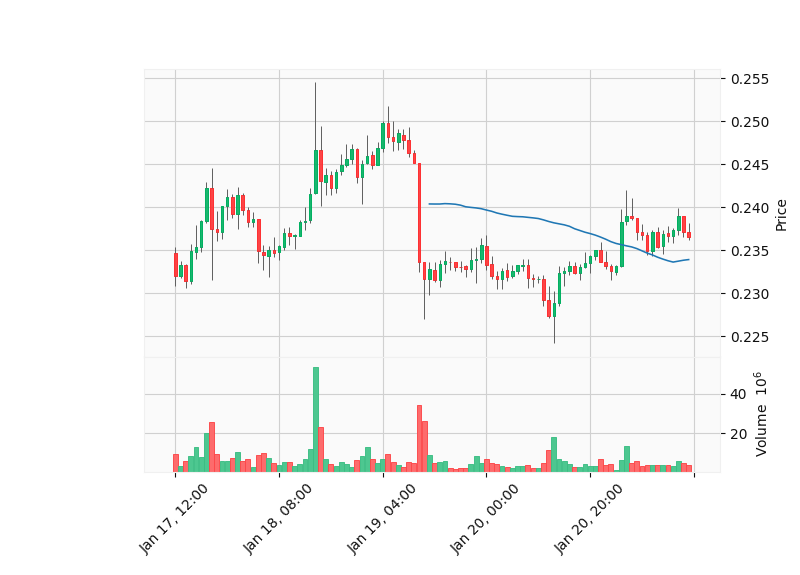 0.255
0.250
0.245
0.240
0.235
0.230
0.225
Price
40
20
Volume 10⁶
Jan 17, 12:00
Jan 18, 08:00
Jan 19, 04:00
Jan 20, 00:00
Jan 20, 20:00